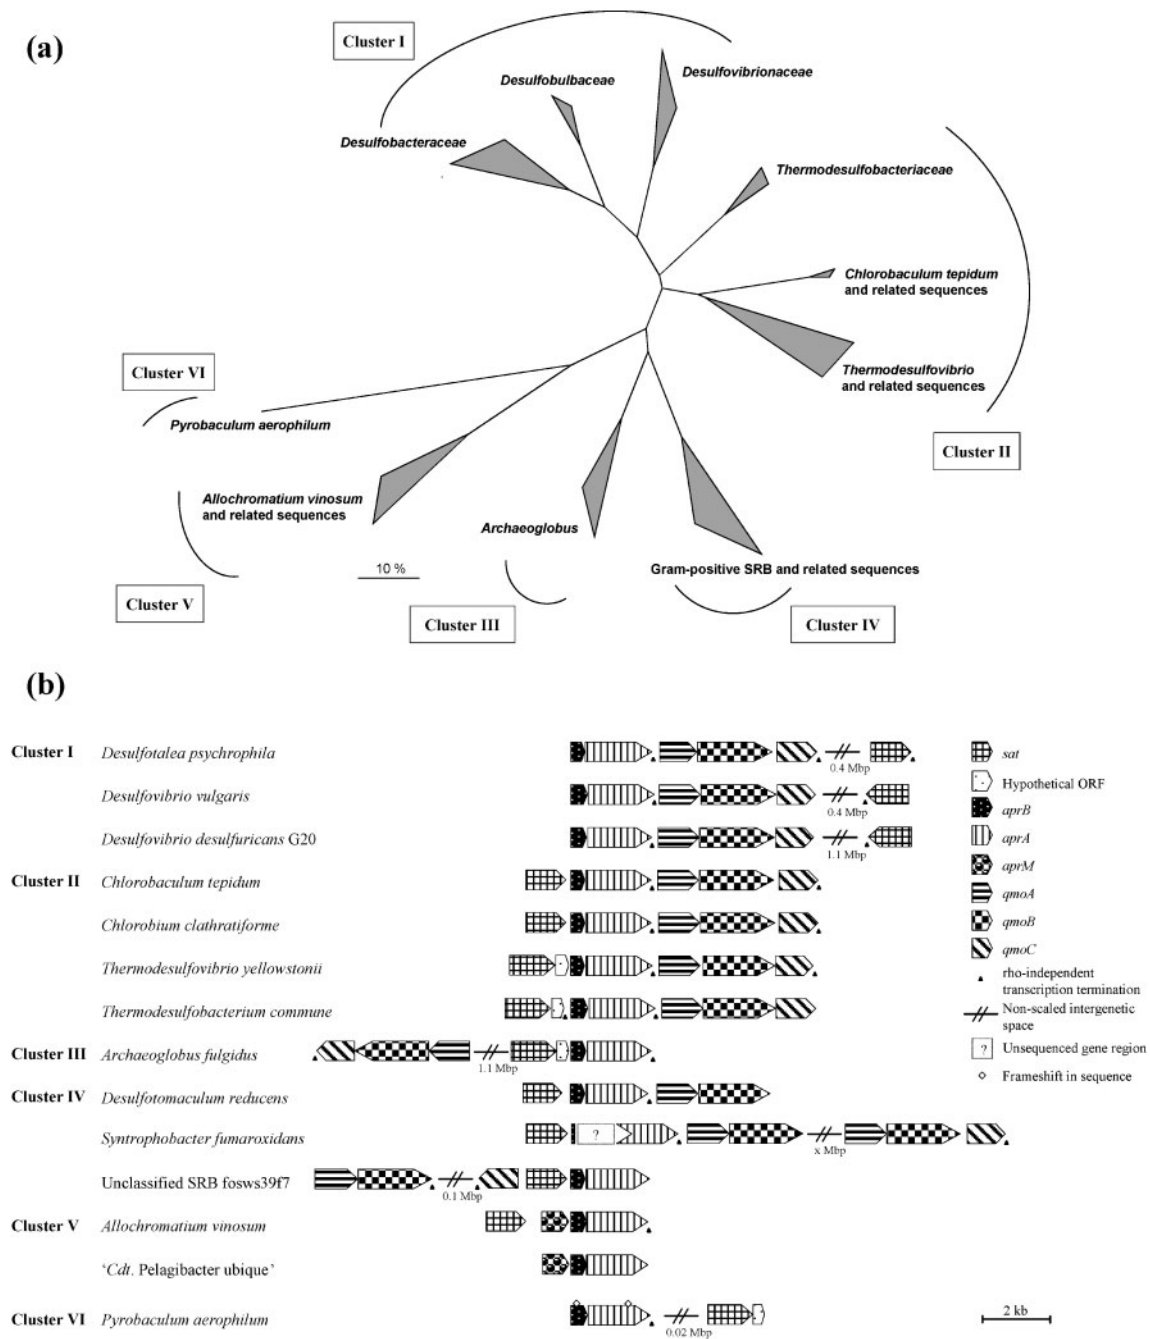 (a)
Cluster I
Desulfovibrionaceae
Desulfobulbaceae
Desulfobacteraceae
Thermodesulfobacteriaceae
Chlorobaculum tepidum
and related sequences
Thermodesulfovibrio
and related sequences
Cluster II
Cluster VI
Pyrobaculum aerophilum
Allochromatium vinosum
and related sequences
Archaeoglobus
Gram-positive SRB and related sequences
10 %
Cluster V
Cluster III
Cluster IV
(b)
Cluster I Desulfotalea psychrophila
0.4 Mbp
Desulfovibrio vulgaris
0.4 Mbp
Desulfovibrio desulfuricans G20
1.1 Mbp
Cluster II Chlorobaculum tepidum
Chlorobium clathratiforme
Thermodesulfovibrio yellowstonii
Thermodesulfobacterium commune
Cluster III Archaeoglobus fulgidus
1.1 Mbp
Cluster IV Desulfotomaculum reducens
Syntrophobacter fumaroxidans
?
x Mbp
Unclassified SRB fosws39f7
0.1 Mbp
Cluster V Allochromatium vinosum
‘Cdt. Pelagibacter ubique’
Cluster VI Pyrobaculum aerophilum
0.02 Mbp
sat
Hypothetical ORF
aprB
aprA
aprM
qmoA
qmoB
qmoC
rho-independent
transcription termination
Non-scaled intergenetic
space
? Unsequenced gene region
Frameshift in sequence
2 kb